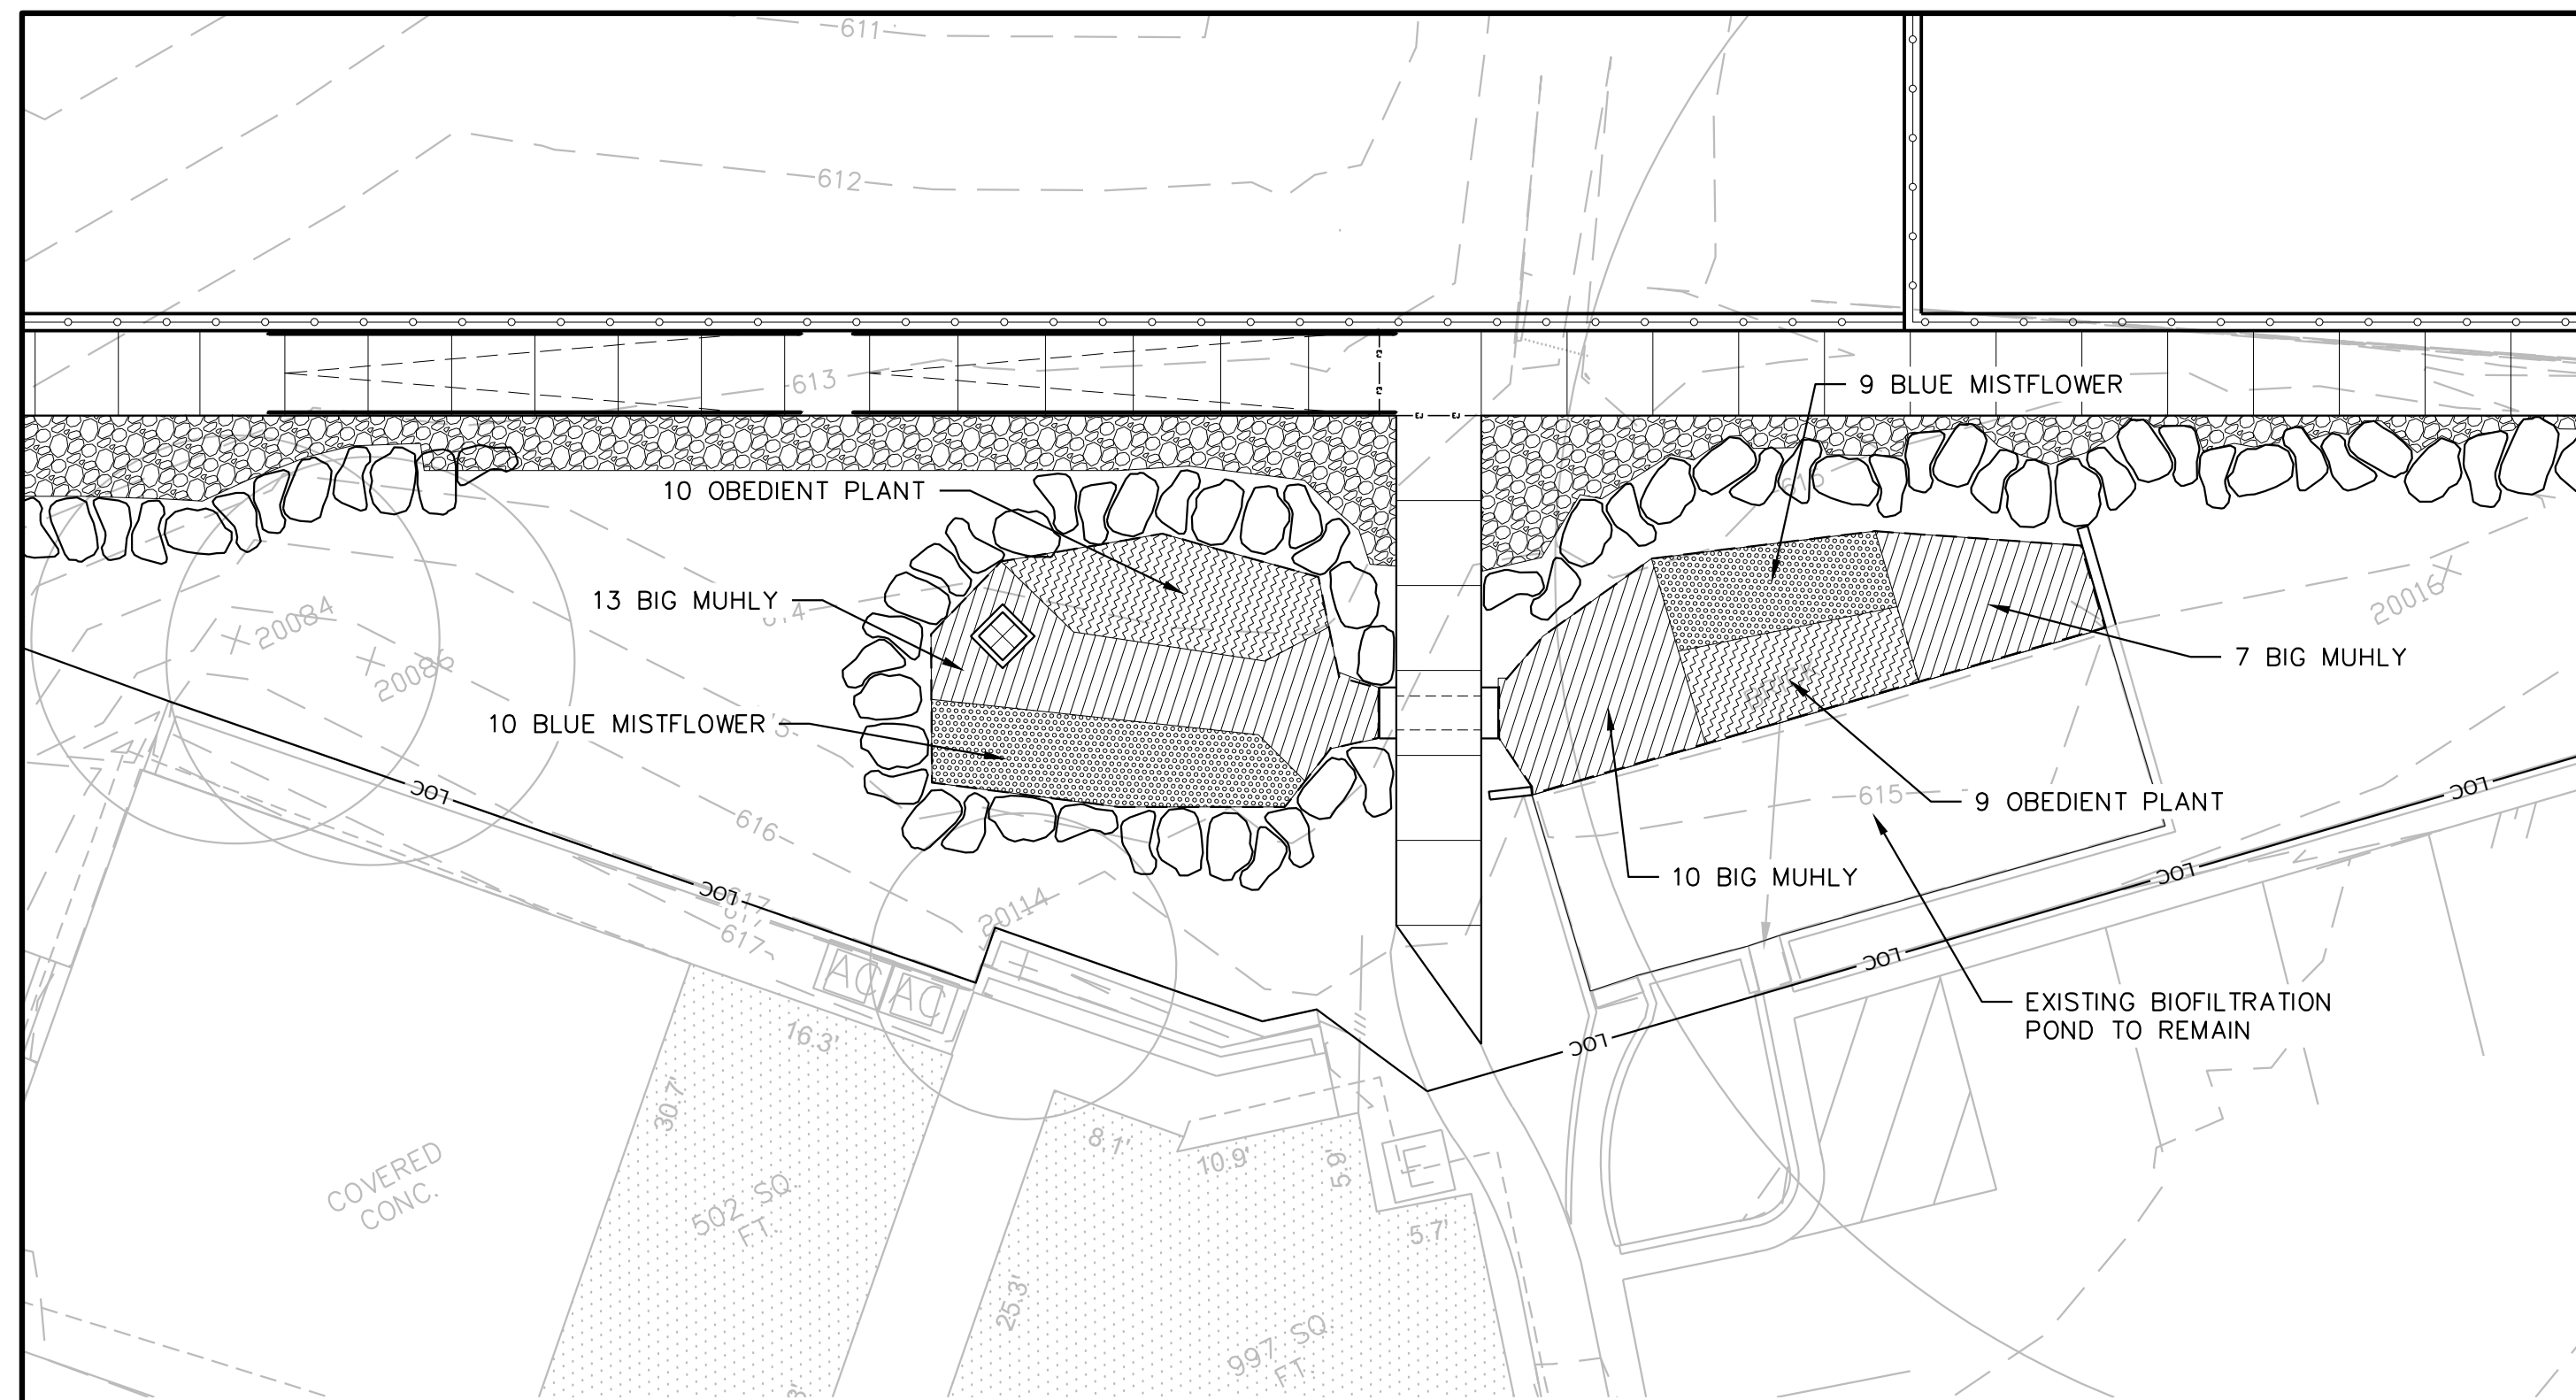 611
612
613
9 BLUE MISTFLOWER
10 OBEDIENT PLANT
13 BIG MUHLY
20084
20086
20016
7 BIG MUHLY
10 BLUE MISTFLOWER
LOC
LOC
616
615
9 OBEDIENT PLANT
LOC
LOC
10 BIG MUHLY
617
617
20114
LOC
LOC
AC
AC
EXISTING BIOFILTRATION
POND TO REMAIN
16.3'
30.7'
8.1'
10.9'
5.9'
E
5.7'
COVERED
CONC.
502 SQ.
FT.
25.3'
997 SQ
FT.